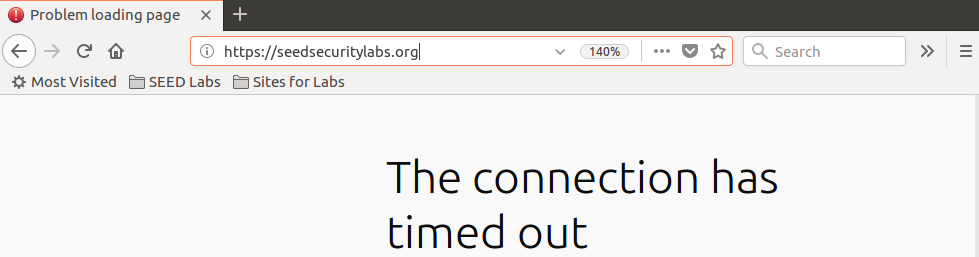 Problem loading page
https://seedsecuritylabs.org
140%
Search
Most Visited
SEED Labs
Sites for Labs
The connection has
timed out